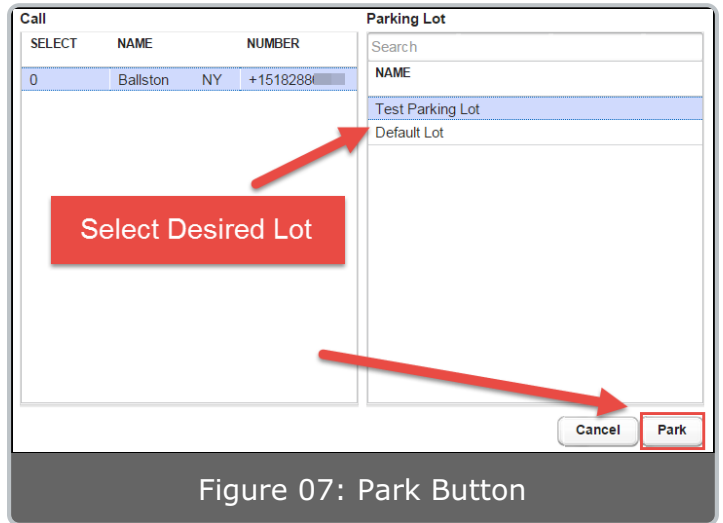 Call
SELECT NAME NUMBER
0 Ballston NY +1518288
Parking Lot
Search
NAME
Test Parking Lot
Default Lot
Select Desired Lot
Cancel Park
Figure 07: Park Button